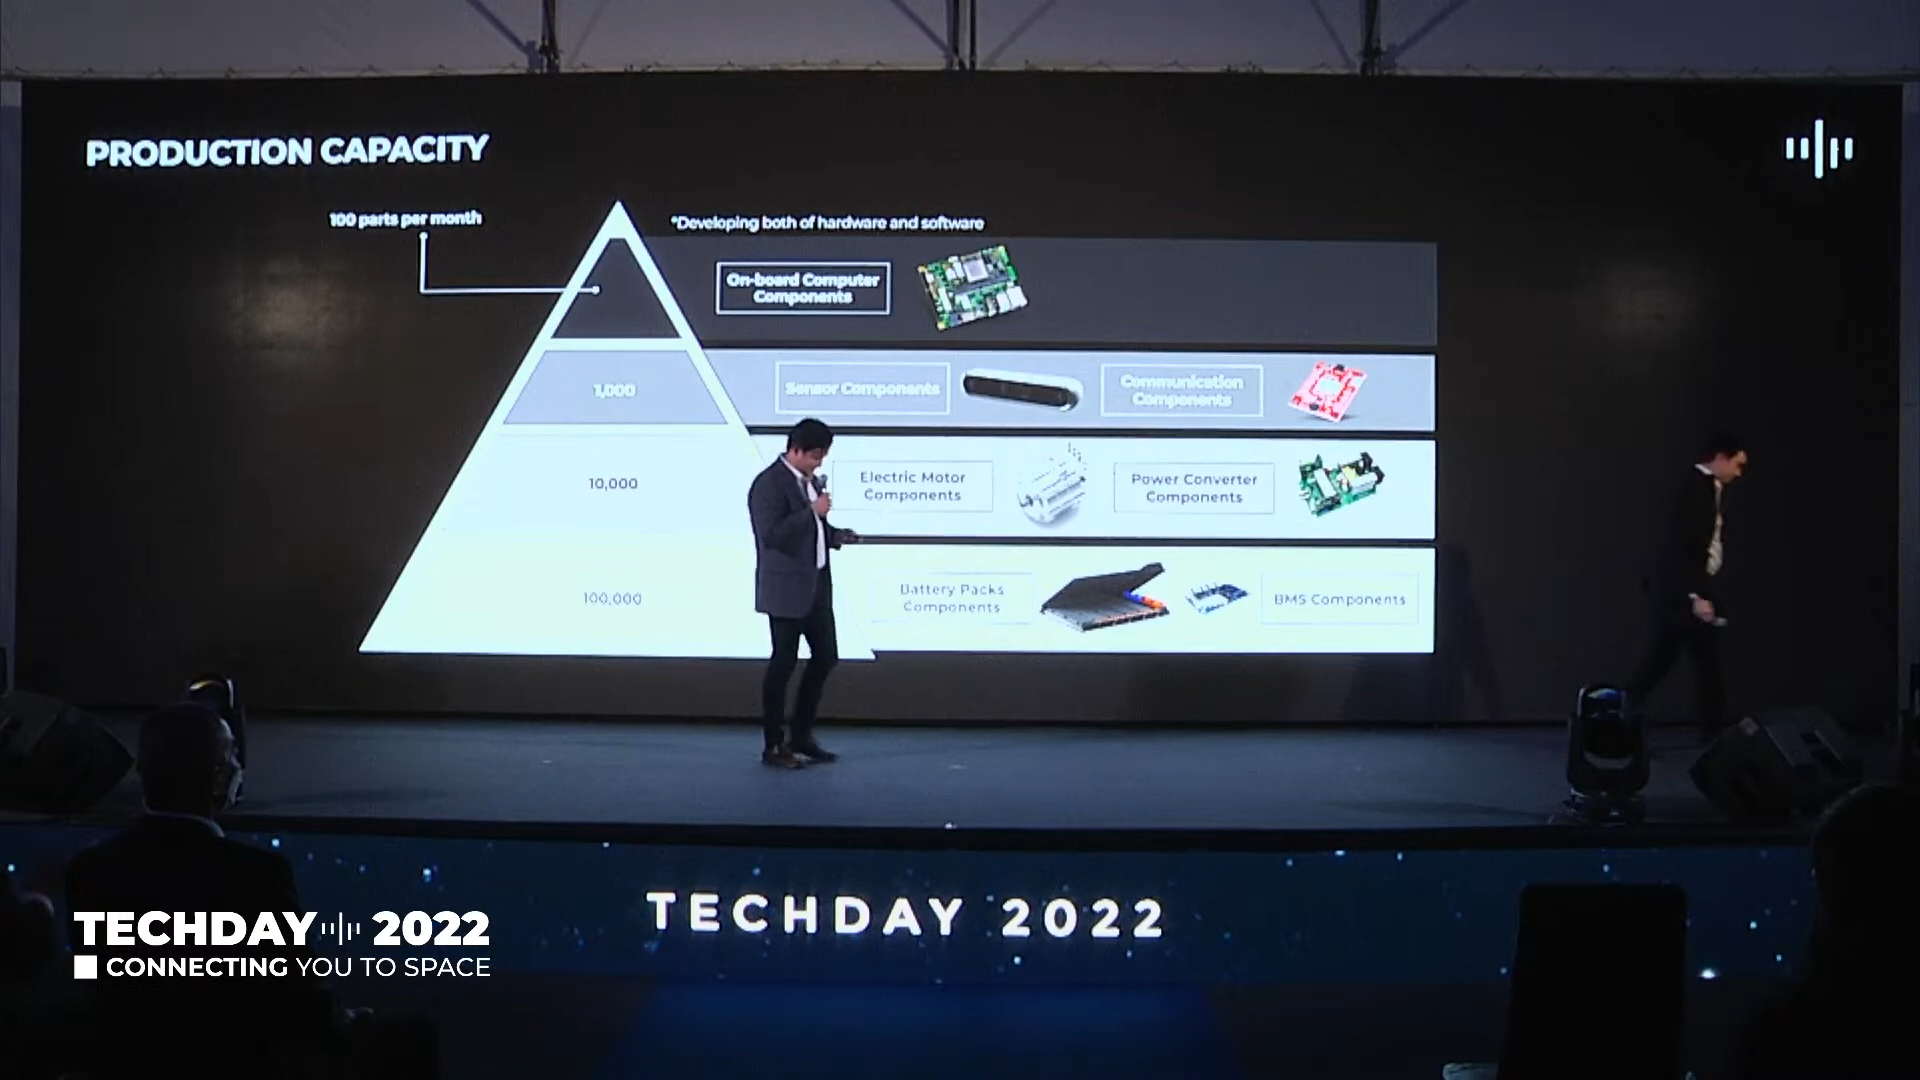 PRODUCTION CAPACITY
100 parts per month
*Developing both of hardware and software
On-board Computer
Components
1,000
Sensor Components
Communication
Components
10,000
Electric Motor
Components
Power Converter
Components
100,000
Battery Packs
Components
BMS Components
TECHDAY 2022
TECHDAY 2022
CONNECTING YOU TO SPACE